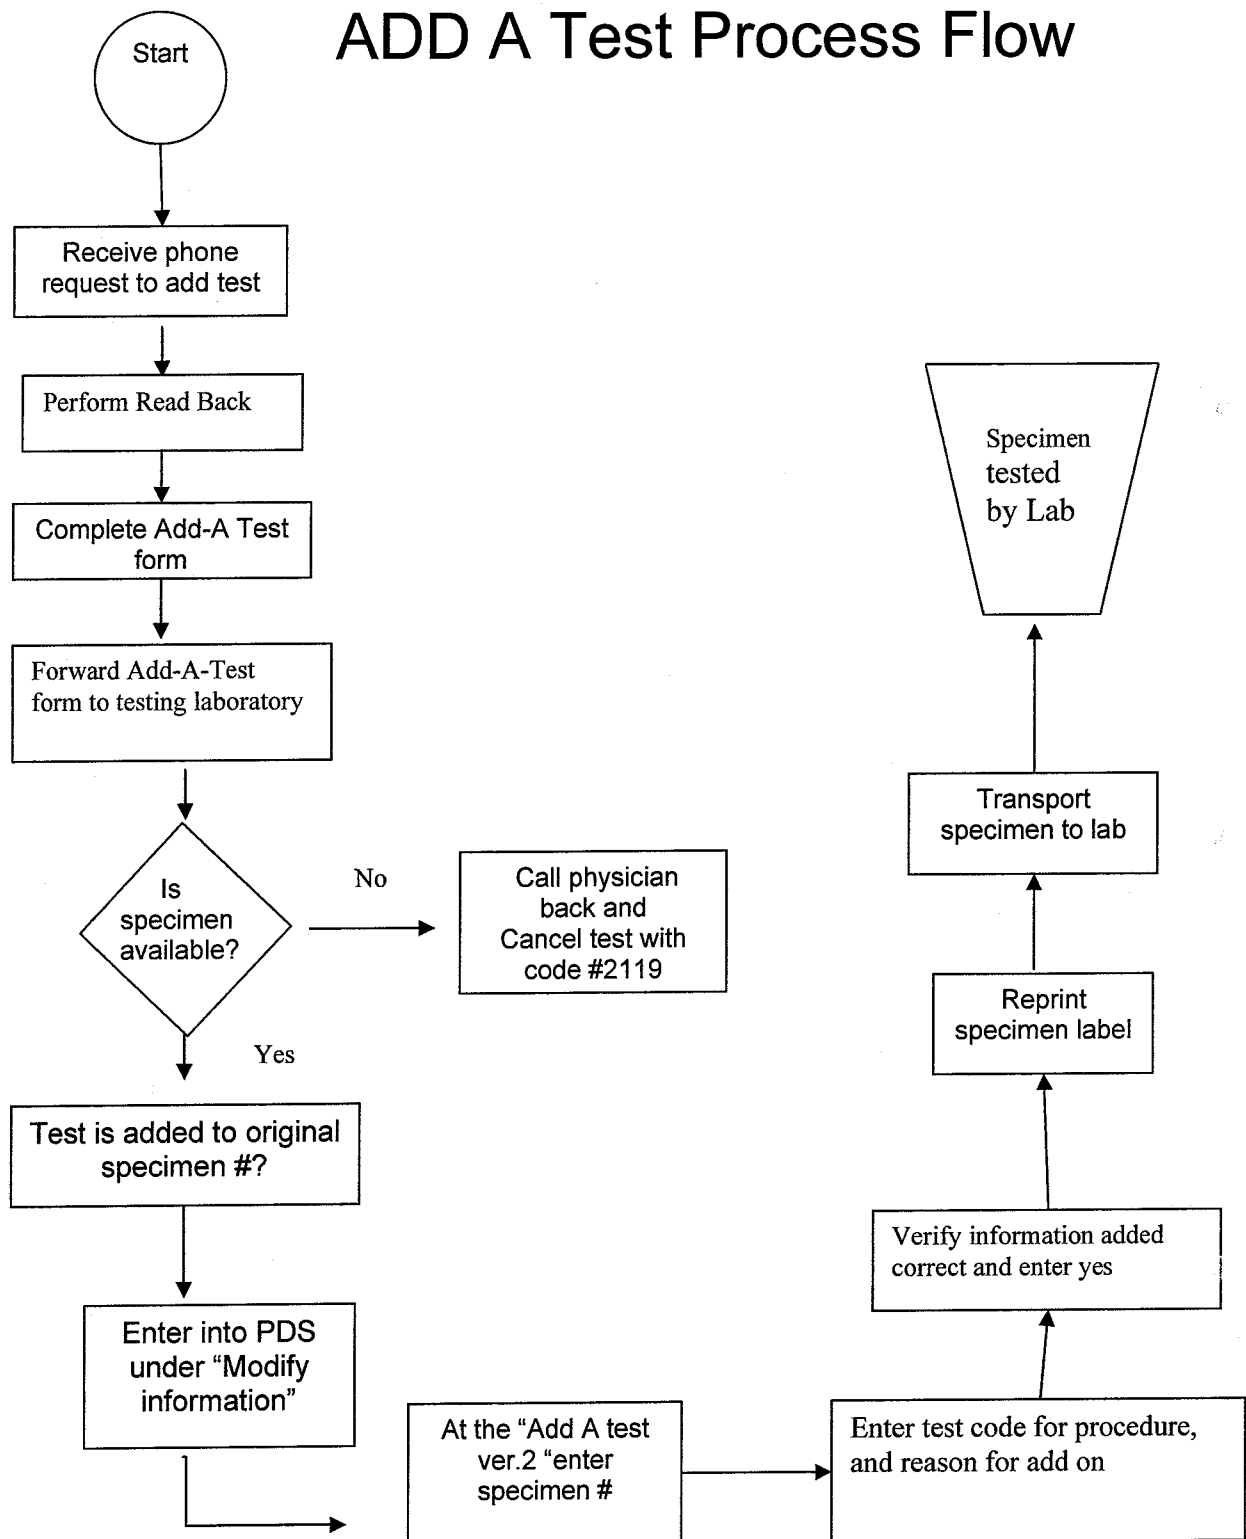 ADD A Test Process Flow
Start
Receive phone
request to add test
Perform Read Back
Complete Add-A Test
form
Forward Add-A-Test
form to testing laboratory
Is
specimen
available?
No
Call physician
back and
Cancel test with
code #2119
Yes
Test is added to original
specimen #?
Enter into PDS
under “Modify
information”
At the “Add A test
ver.2 “enter
specimen #
Enter test code for procedure,
and reason for add on
Verify information added
correct and enter yes
Reprint
specimen label
Transport
specimen to lab
Specimen
tested
by Lab